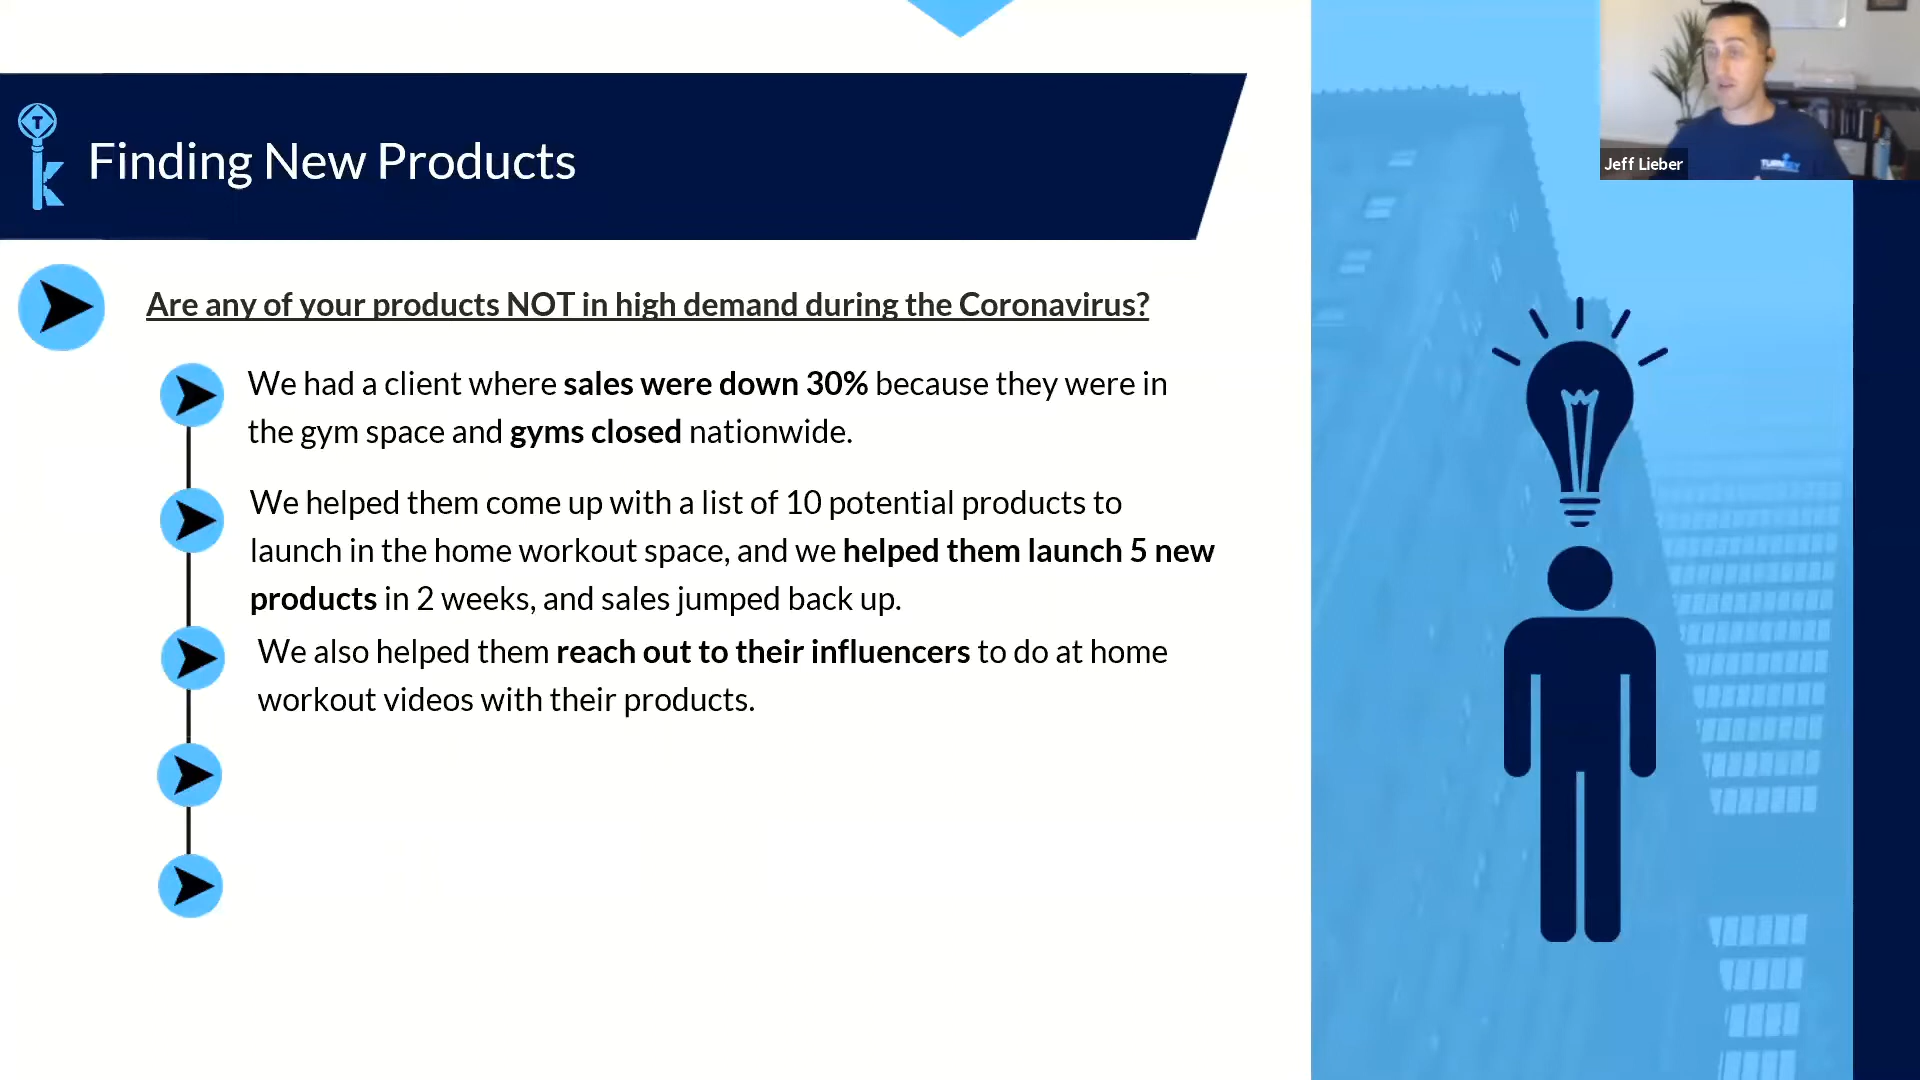 T
k
Finding New Products
Jeff Lieber
TURNKEY
Are any of your products NOT in high demand during the Coronavirus?
We had a client where sales were down 30% because they were in
the gym space and gyms closed nationwide.
We helped them come up with a list of 10 potential products to
launch in the home workout space, and we helped them launch 5 new
products in 2 weeks, and sales jumped back up.
We also helped them reach out to their influencers to do at home
workout videos with their products.